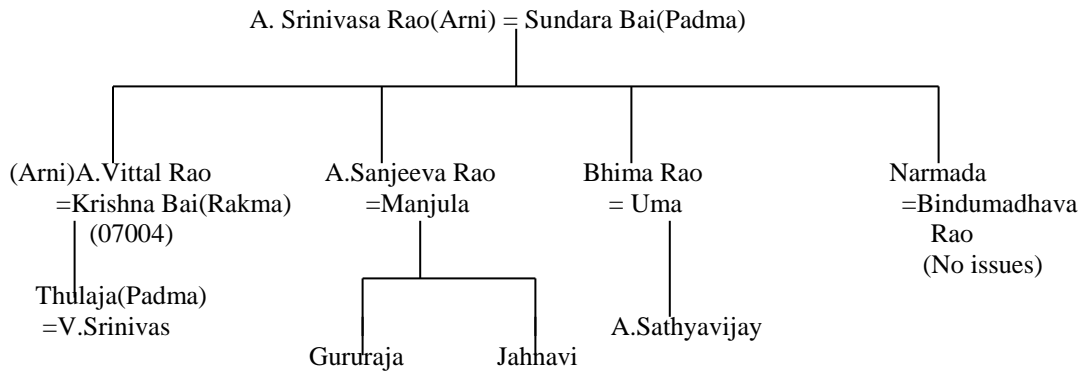 A. Srinivasa Rao(Arni) = Sundara Bai(Padma)
(Arni)A.Vittal Rao
=Krishna Bai(Rakma)
(07004)
A.Sanjeeva Rao
=Manjula
Bhima Rao
= Uma
Narmada
=Bindumadhava
Rao
(No issues)
Thulaja(Padma)
=V.Srinivas
Gururaja
Jahnavi
A.Sathyavijay